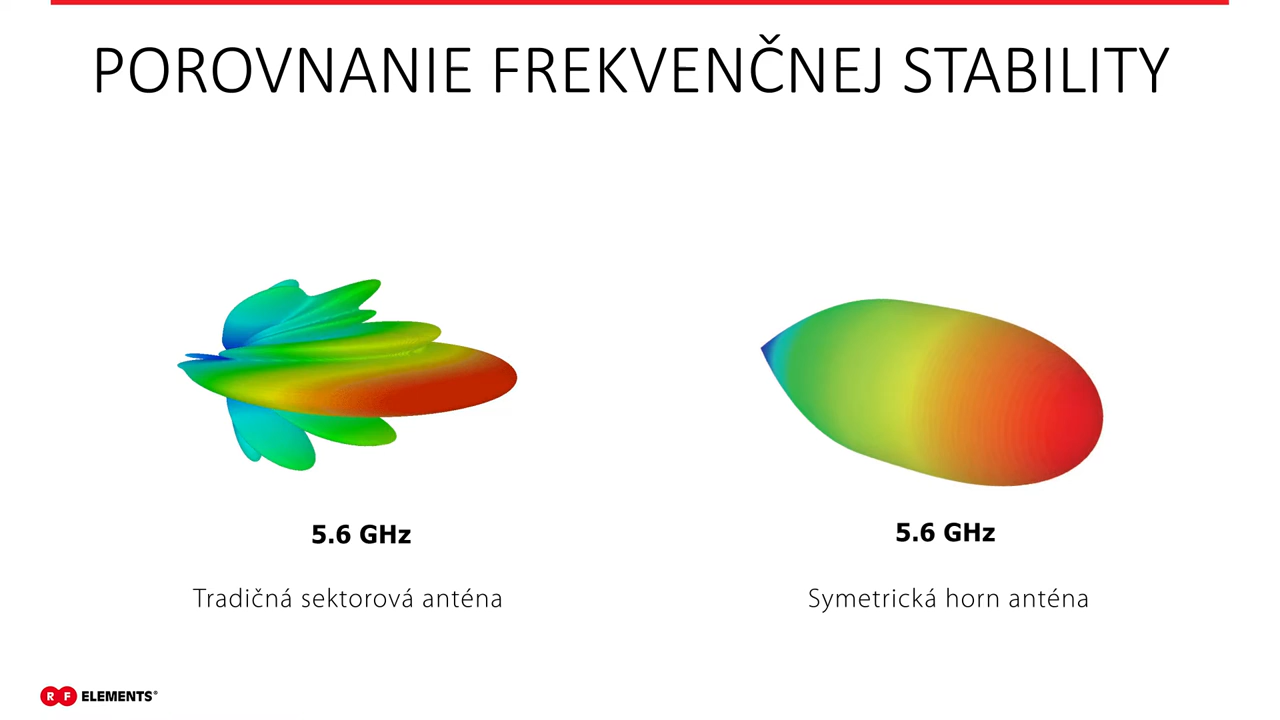 POROVNANIE FREKVENČNEJ STABILITY
5.6 GHz
5.6 GHz
Tradičná sektorová anténa
Symetrická horn anténa
RF ELEMENTS®